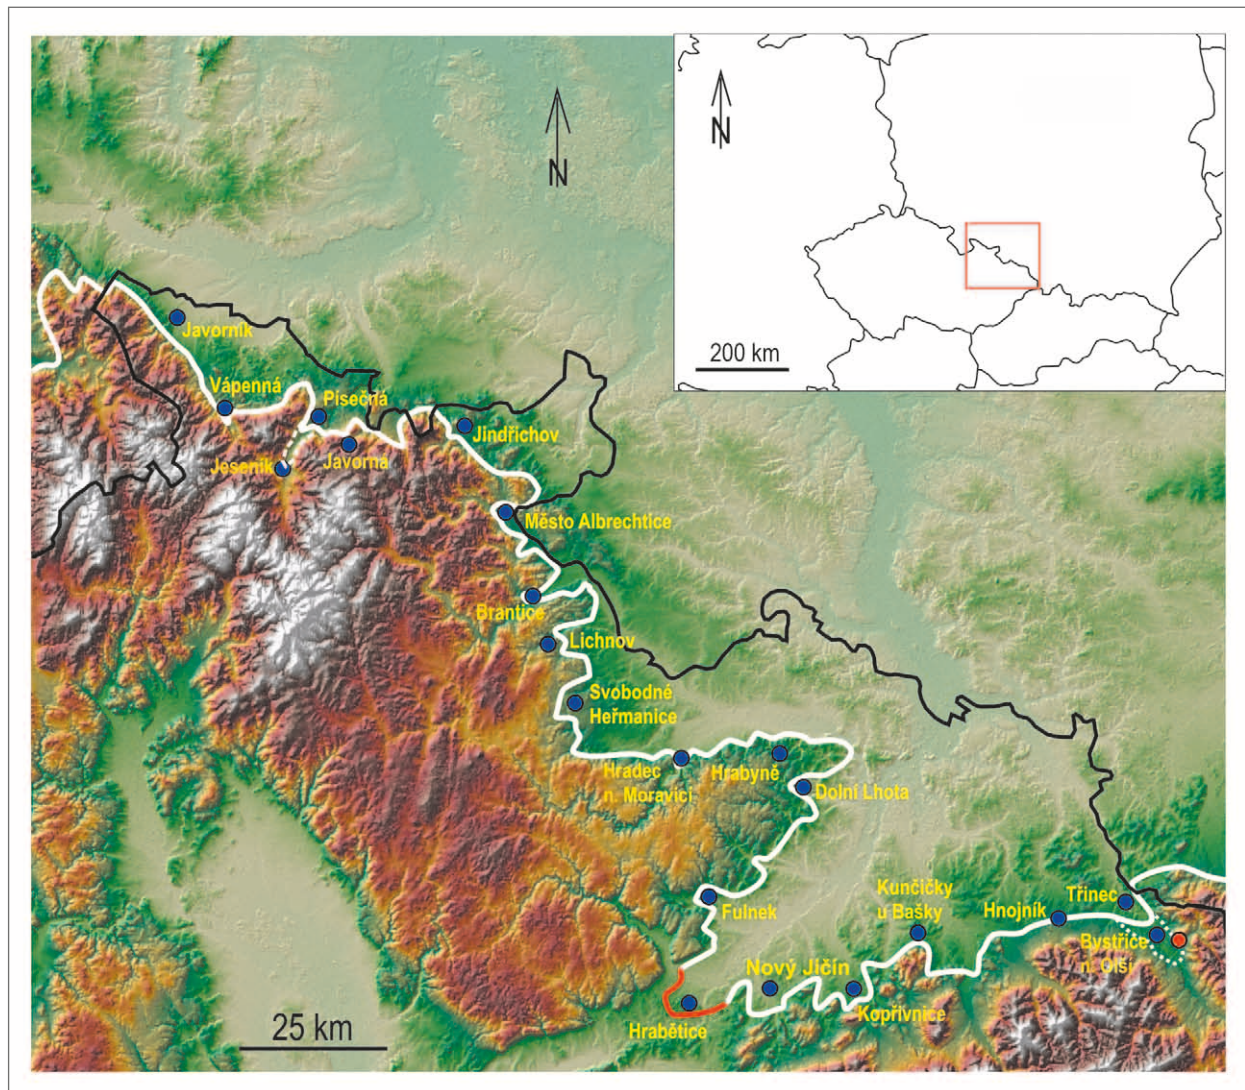 N
N
200 km
Javorník
Vápenná
Písečná
Jindřichov
Jeseník
Javorná
Město Albrechtice
Brantice
Lichnov
Svobodné
Heřmanice
Hradec
n. Moravicí
Hrabyně
Dolní Lhota
Fulnek
Kunčičky
u Bašky
Hnojník
Třinec
Bystřice
n. Olší
Nový Jičín
Kopřivnice
Hrabětice
25 km